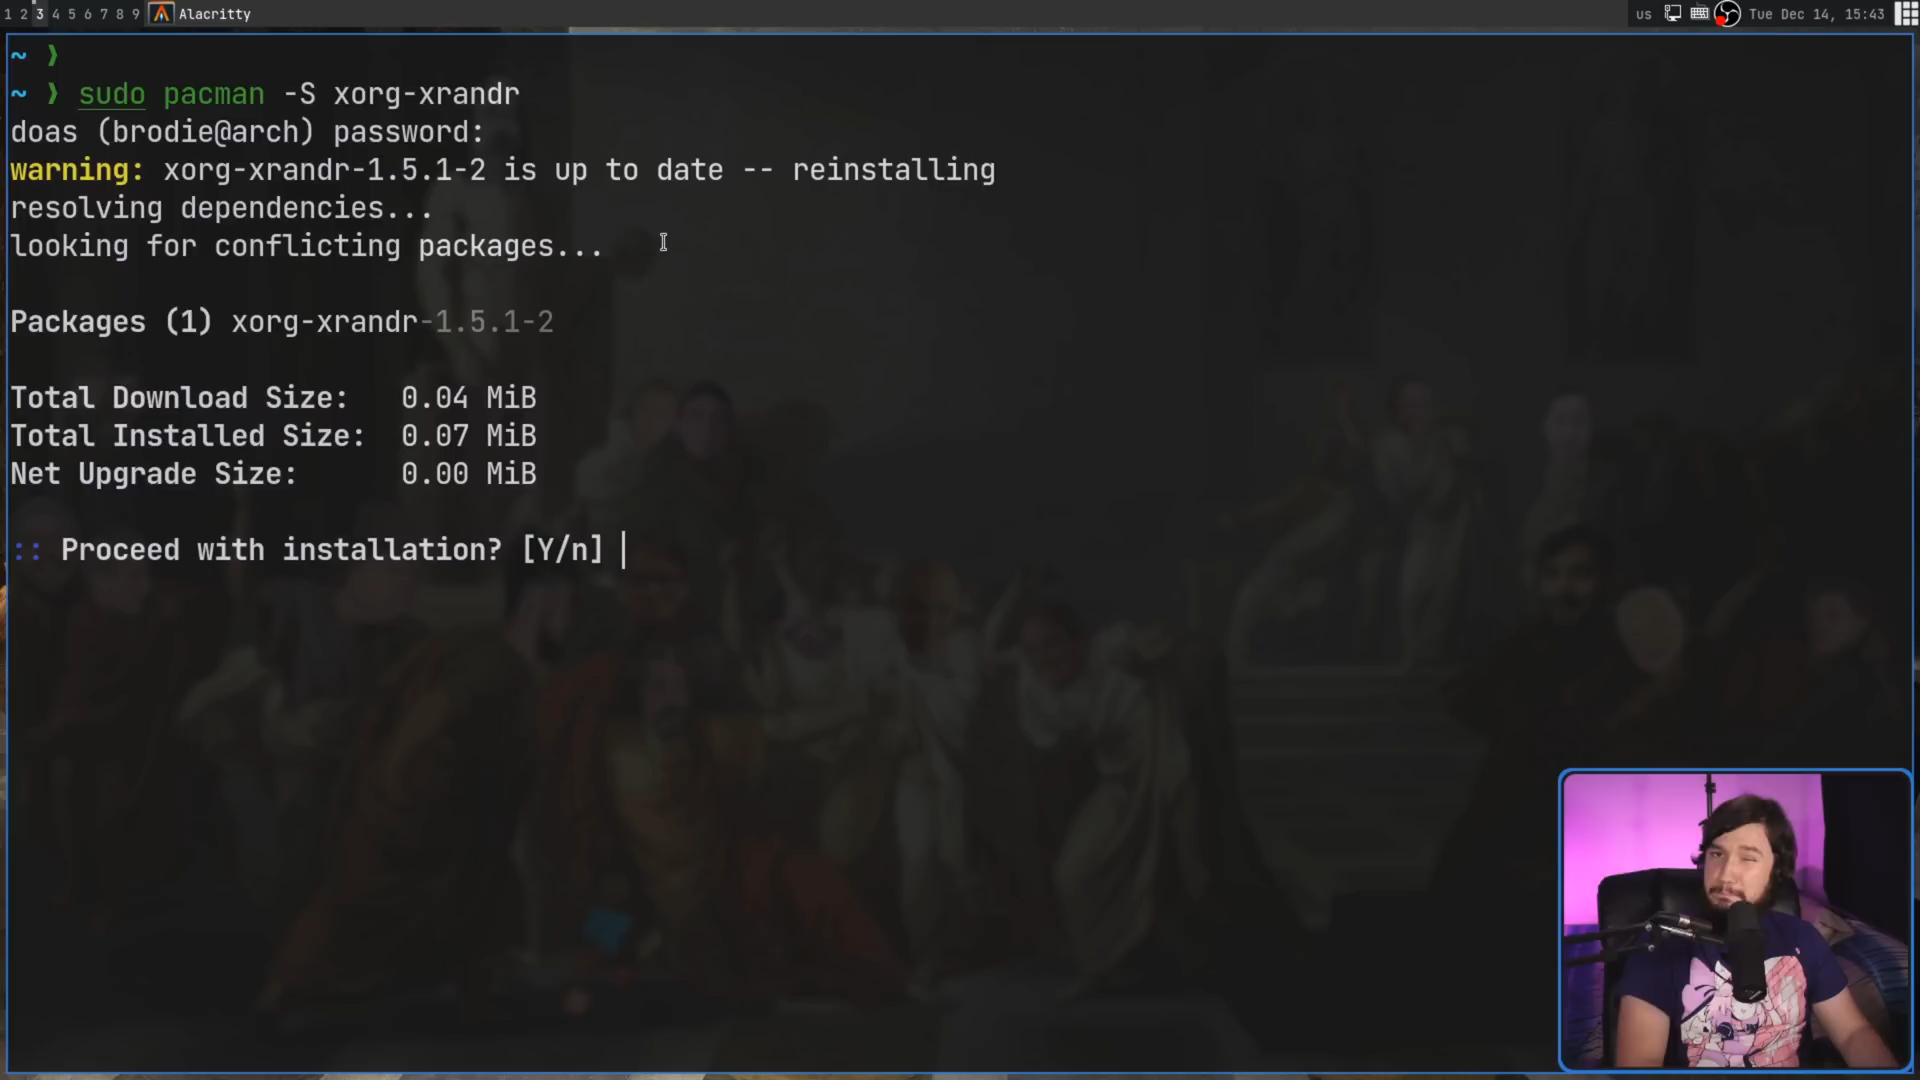 1 2 3 4 5 6 7 8 9 Alacritty us Tue Dec 14, 15:43
~ ❯
~ ❯ sudo pacman -S xorg-xrandr
doas (brodie@arch) password:
warning: xorg-xrandr-1.5.1-2 is up to date -- reinstalling
resolving dependencies...
looking for conflicting packages...
Packages (1) xorg-xrandr-1.5.1-2
Total Download Size: 0.04 MiB
Total Installed Size: 0.07 MiB
Net Upgrade Size: 0.00 MiB
:: Proceed with installation? [Y/n]